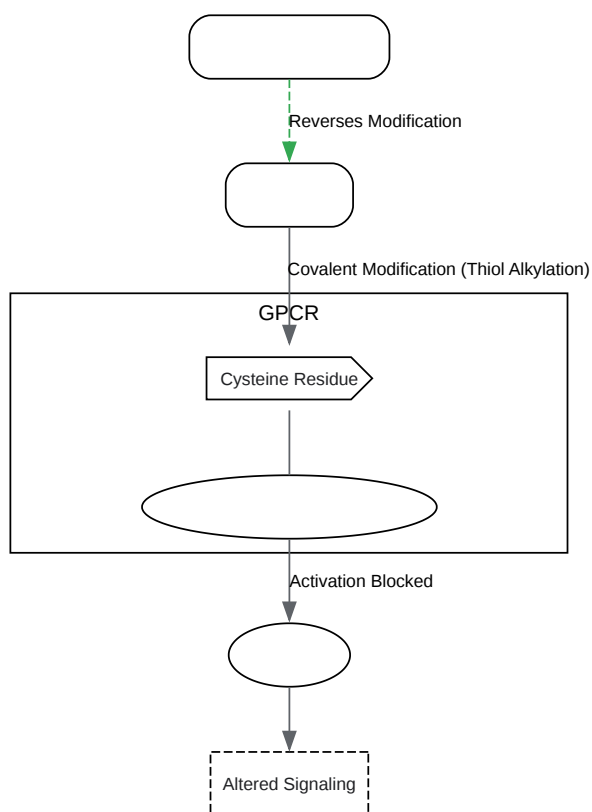 Reverses Modification
Covalent Modification (Thiol Alkylation)
GPCR
Cysteine Residue
Activation Blocked
Altered Signaling